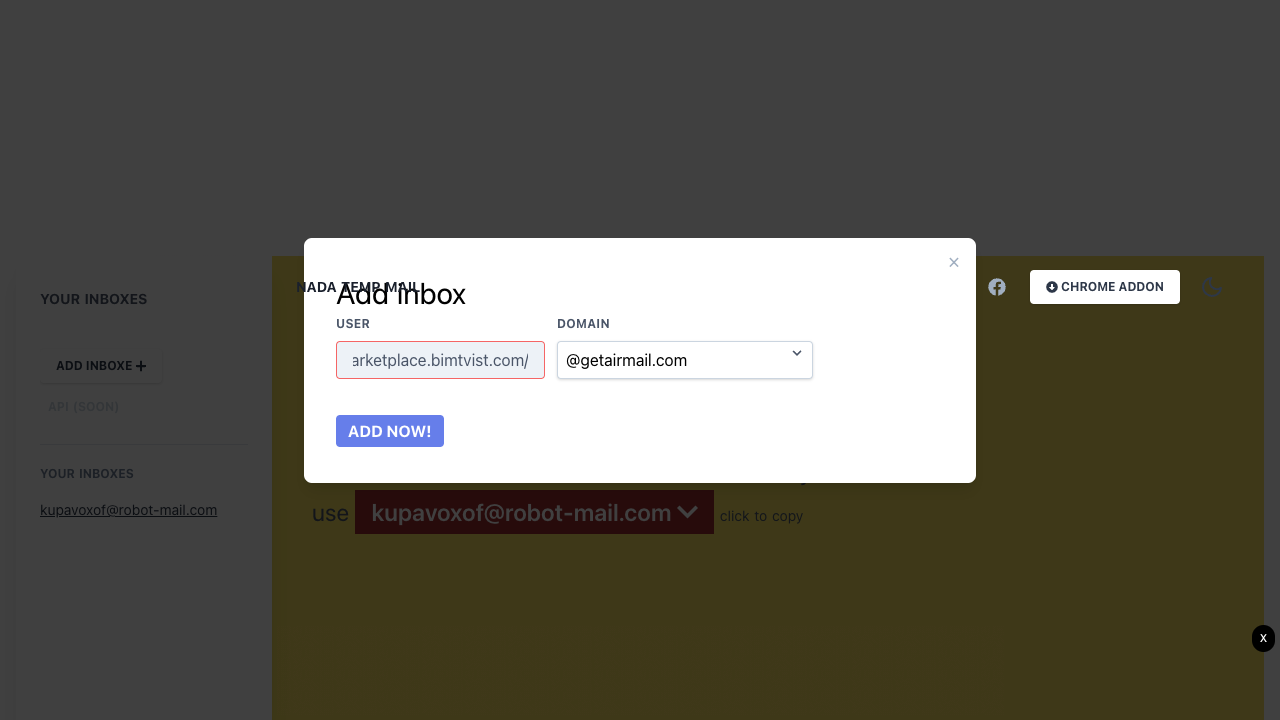 NADA TEMP MAIL
CHROME ADDON
YOUR INBOXES
ADD INBOXE
API (SOON)
YOUR INBOXES
kupavoxof@robot-mail.com
Add Inbox
USER
DOMAIN
arketplace.bimtvist.com/
@getairmail.com
ADD NOW!
use kupavoxof@robot-mail.com click to copy
X